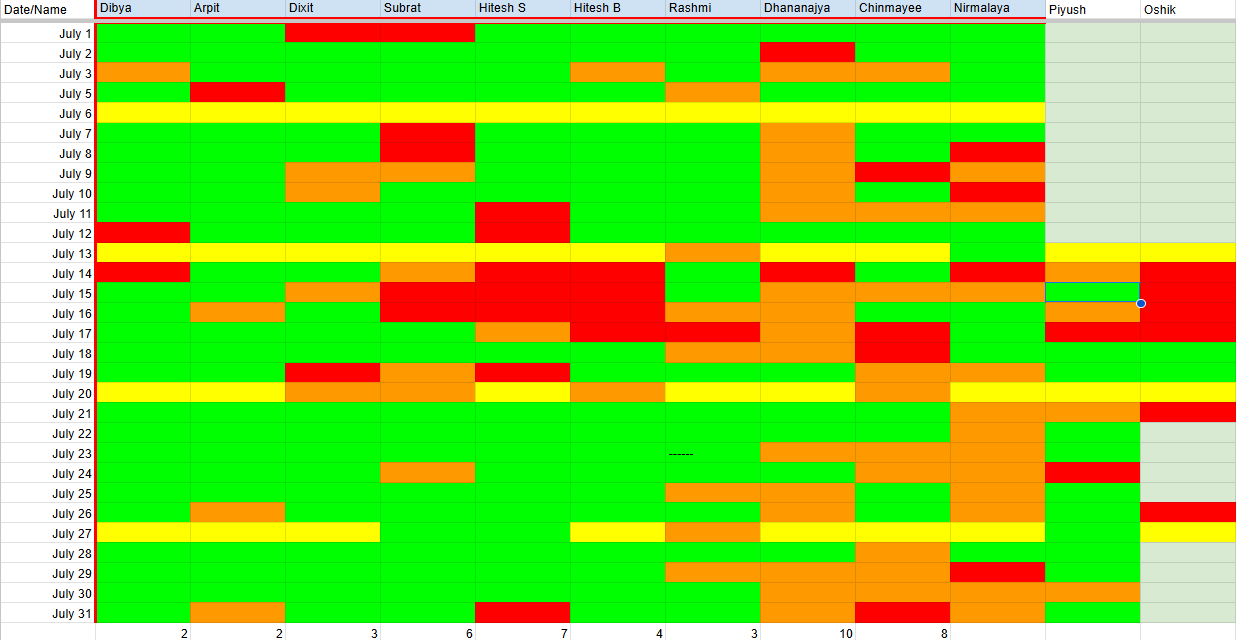 Date/Name Dibya Arpit Dixit Subrat Hitesh S Hitesh B Rashmi Dhananajya Chinmayee Nirmalaya Piyush Oshik
July 1
July 2
July 3
July 5
July 6
July 7
July 8
July 9
July 10
July 11
July 12
July 13
July 14
July 15
July 16
July 17
July 18
July 19
July 20
July 21
July 22
July 23 ------
July 24
July 25
July 26
July 27
July 28
July 29
July 30
July 31
2 2 3 6 7 4 3 10 8